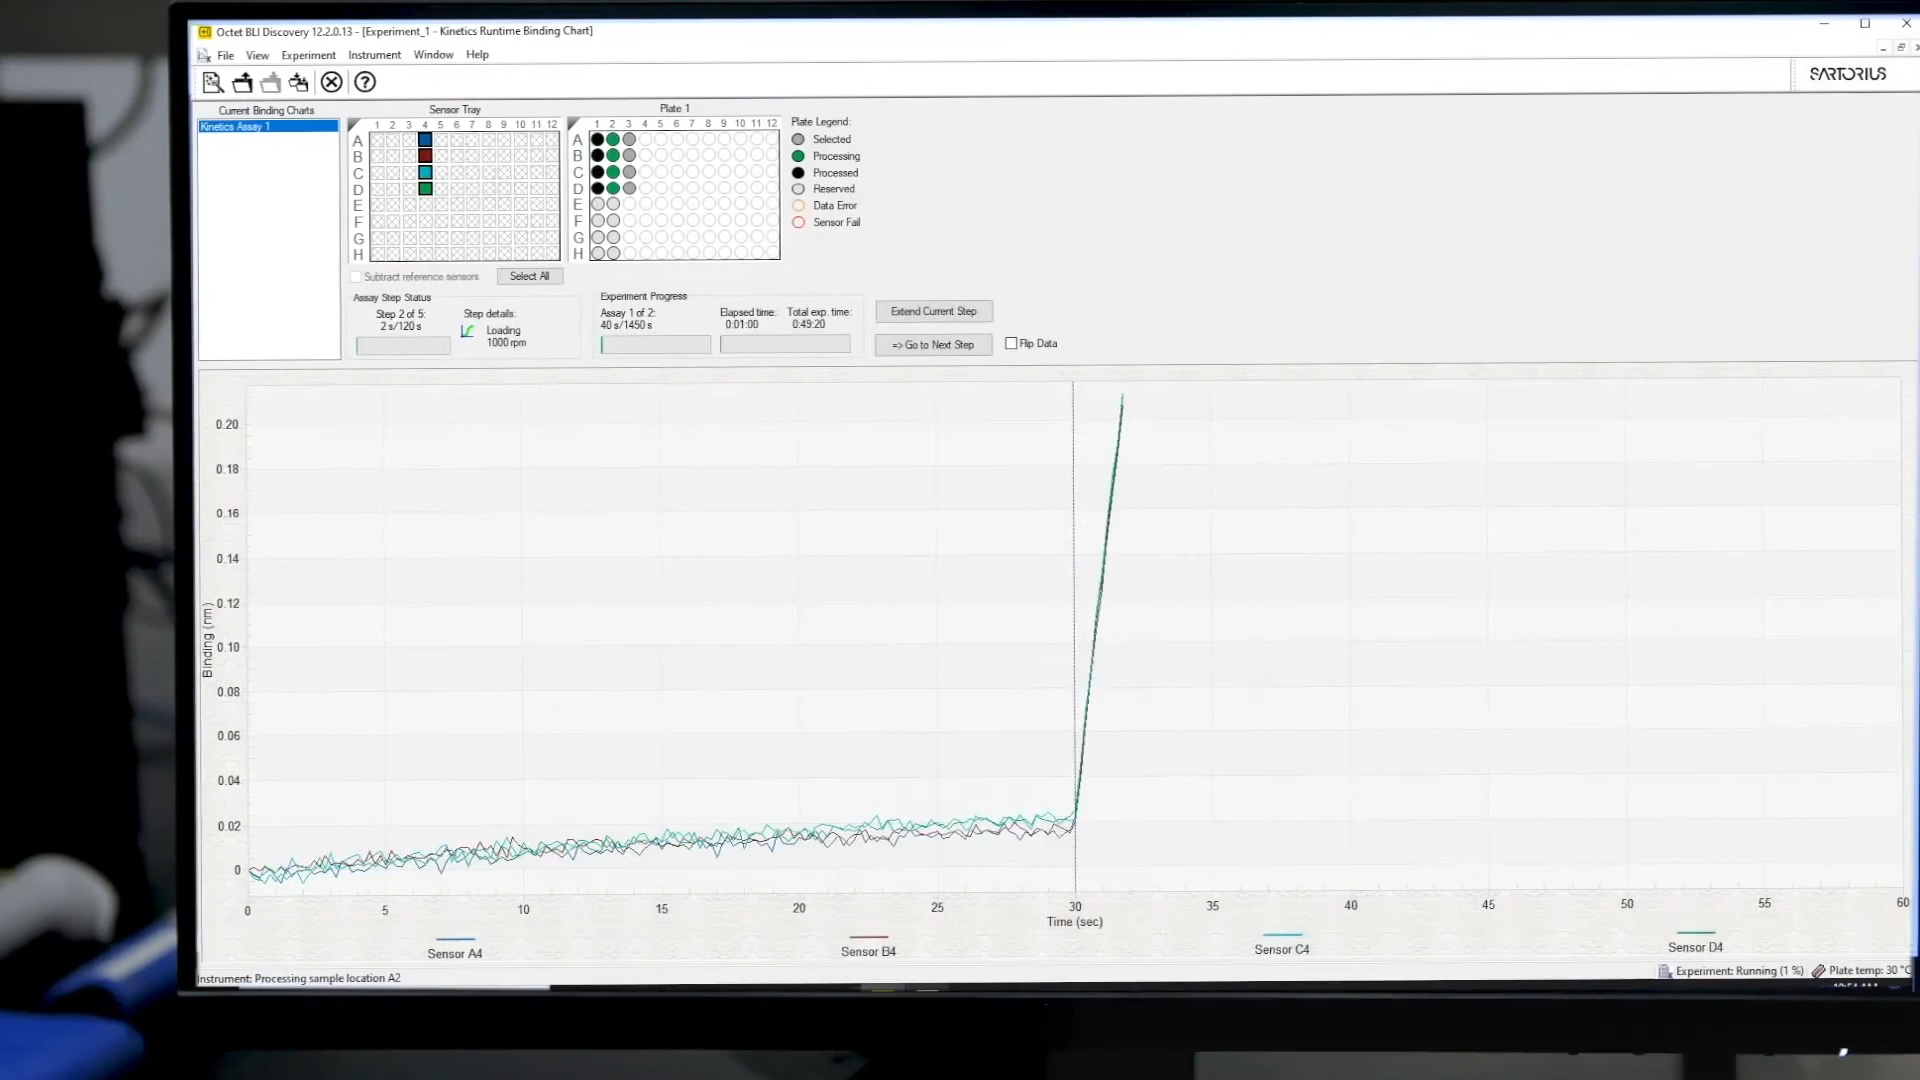 Octet BLI Discovery 12.2.0.13 - [Experiment_1 - Kinetics Runtime Binding Chart]
File View Experiment Instrument Window Help
SARTORIUS
Current Binding Charts
Kinetics Assay 1
Sensor Tray
1 2 3 4 5 6 7 8 9 10 11 12
A
B
C
D
E
F
G
H
Plate 1
1 2 3 4 5 6 7 8 9 10 11 12
A
B
C
D
E
F
G
H
Plate Legend:
Selected
Processing
Processed
Reserved
Data Error
Sensor Fail
Subtract reference sensors
Select All
Assay Step Status
Step 2 of 5:
2 s/120 s
Step details:
Loading
1000 rpm
Experiment Progress
Assay 1 of 2:
40 s/1450 s
Elapsed time:
0:01:00
Total exp. time:
0:49:20
Extend Current Step
=> Go to Next Step
Flip Data
Binding (nm)
0.20
0.18
0.16
0.14
0.12
0.10
0.08
0.06
0.04
0.02
0
0 5 10 15 20 25 30 35 40 45 50 55 60
Time (sec)
Sensor A4
Sensor B4
Sensor C4
Sensor D4
Instrument: Processing sample location A2
Experiment: Running (1 %)
Plate temp: 30 °C